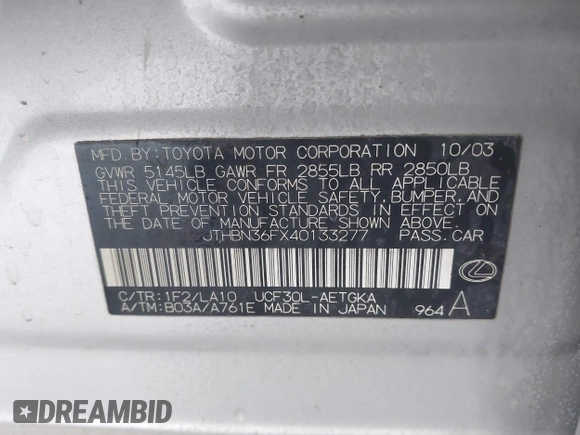 MFD.BY:TOYOTA MOTOR CORPORATION 10/03
GVWR 5145LB GAWR FR 2855LB RR 2850LB
THIS VEHICLE CONFORMS TO ALL APPLICABLE
FEDERAL MOTOR VEHICLE SAFETY,BUMPER,AND
THEFT PREVENTION STANDARDS IN EFFECT ON
THE DATE OF MANUFACTURE SHOWN ABOVE.
JTHBN36FX40133277 PASS.CAR
C/TR:1F2/LA10 UCF30L-AETGKA
A/TM:B03A/A761E MADE IN JAPAN 964 A
DREAMBID